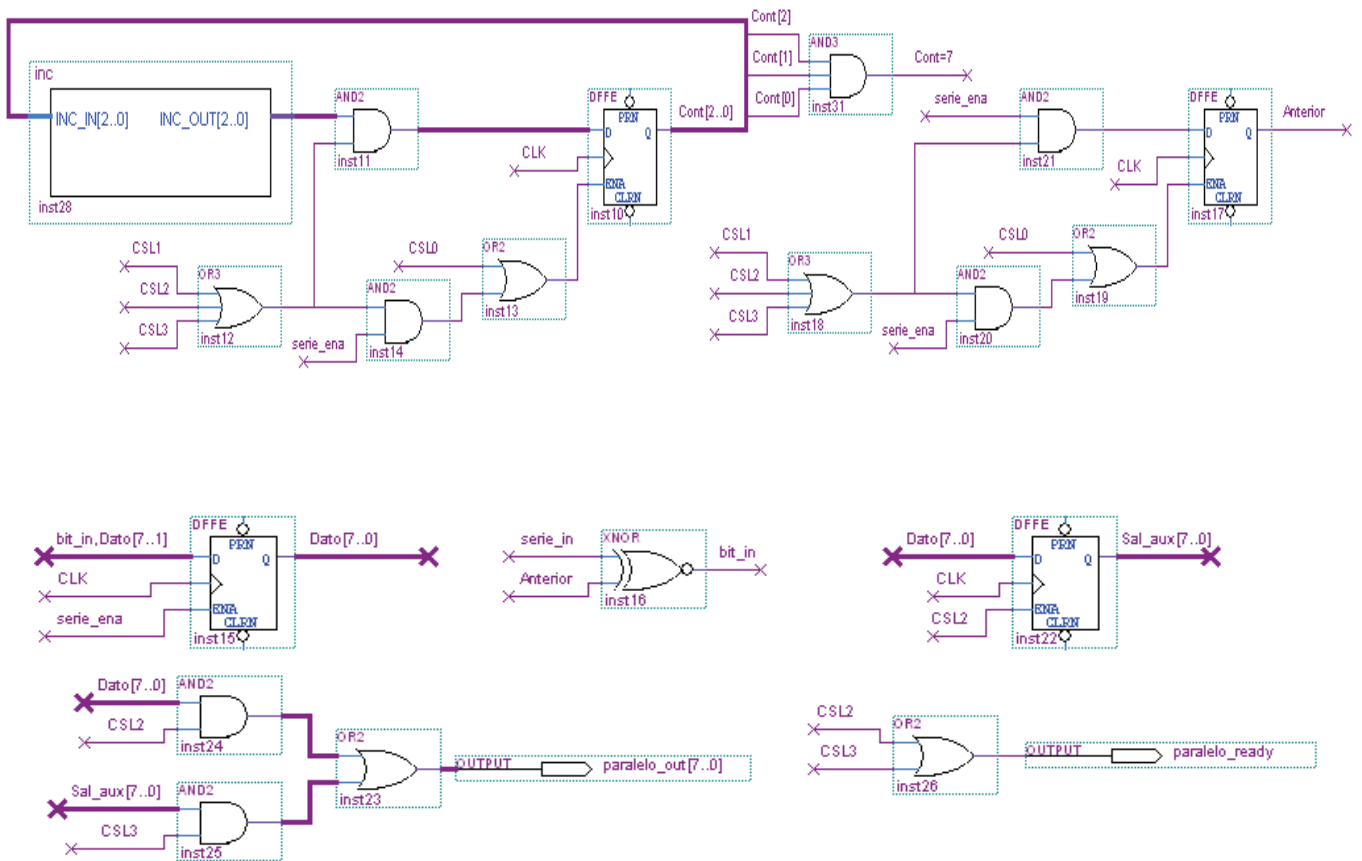 inc
INC_IN[2..0] INC_OUT[2..0]
inst28
AND2
inst11
DFFE
PRN
D Q
CLK
ENA
CLRN
inst10
Cont[2..0]
Cont[2]
Cont[1]
Cont[0]
AND3
inst31
Cont=7
CSL1
CSL2
CSL3
OR3
inst12
serie_ena
AND2
inst14
CSL0
OR2
inst13
serie_ena
AND2
inst21
DFFE
PRN
D Q
CLK
ENA
CLRN
inst17
Anterior
CSL1
CSL2
CSL3
OR3
inst18
serie_ena
AND2
inst20
CSL0
OR2
inst19
bit_in,Dato[7..1]
CLK
serie_ena
DFFE
PRN
D Q
ENA
CLRN
inst15
Dato[7..0]
serie_in
Anterior
XNOR
inst16
bit_in
Dato[7..0]
CLK
CSL2
DFFE
PRN
D Q
ENA
CLRN
inst22
Sal_aux[7..0]
Dato[7..0]
CSL2
AND2
inst24
Sal_aux[7..0]
CSL3
AND2
inst25
OR2
inst23
OUTPUT
paralelo_out[7..0]
CSL2
CSL3
OR2
inst26
OUTPUT
paralelo_ready